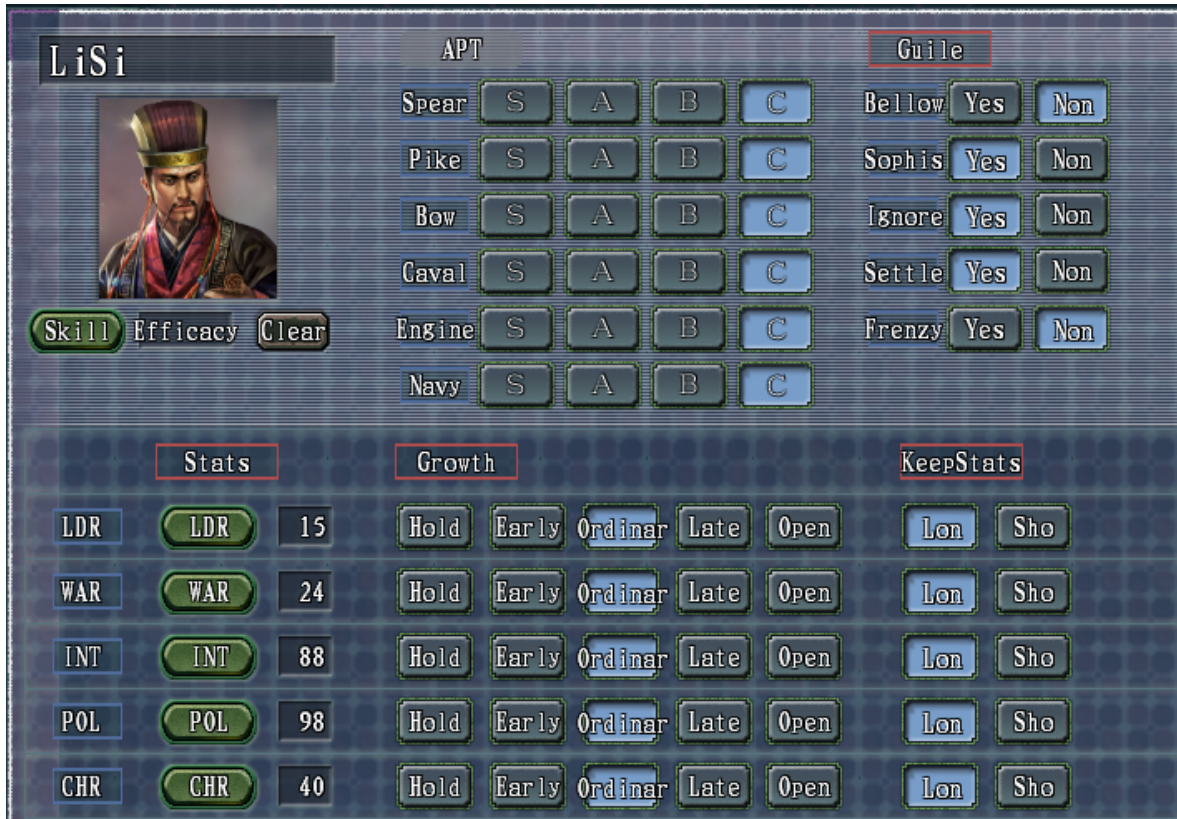 LiSi APT Guile
Spear S A B C Bellow Yes Non
Pike S A B C Sophis Yes Non
Bow S A B C Ignore Yes Non
Caval S A B C Settle Yes Non
Skill Efficacy Clear Engine S A B C Frenzy Yes Non
Navy S A B C
Stats Growth KeepStats
LDR LDR 15 Hold Early Ordinar Late Open Lon Sho
WAR WAR 24 Hold Early Ordinar Late Open Lon Sho
INT INT 88 Hold Early Ordinar Late Open Lon Sho
POL POL 98 Hold Early Ordinar Late Open Lon Sho
CHR CHR 40 Hold Early Ordinar Late Open Lon Sho